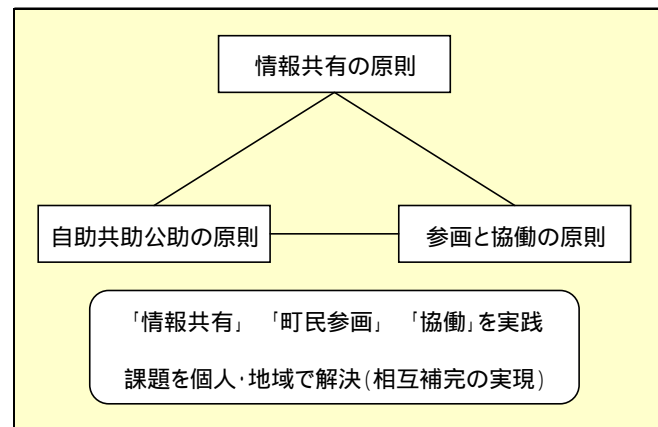 情報共有の原則
自助共助公助の原則
参画と協働の原則
「情報共有」 「町民参画」 「協働」を実践
課題を個人・地域で解決(相互補完の実現)